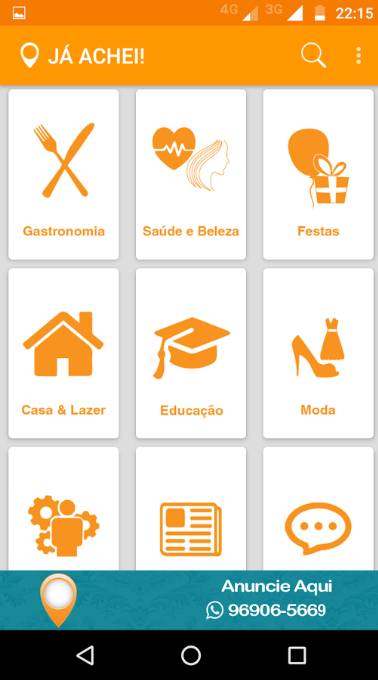 4G 3G 22:15
JÁ ACHEI!
Gastronomia
Saúde e Beleza
Festas
Casa & Lazer
Educação
Moda
Anuncie Aqui
96906-5669